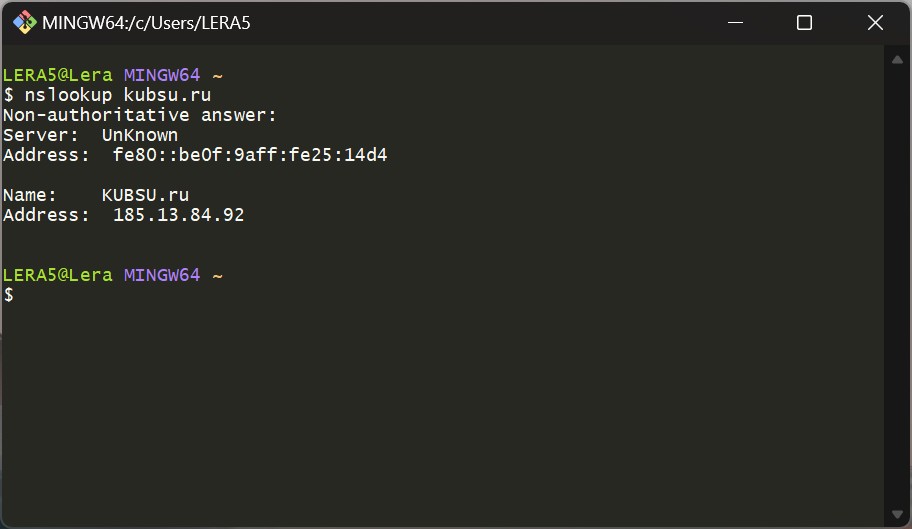 MINGW64:/c/Users/LERA5
LERA5@Lera MINGW64 ~
$ nslookup kubsu.ru
Non-authoritative answer:
Server:  UnKnown
Address:  fe80::be0f:9aff:fe25:14d4
Name:    KUBSU.ru
Address:  185.13.84.92
LERA5@Lera MINGW64 ~
$